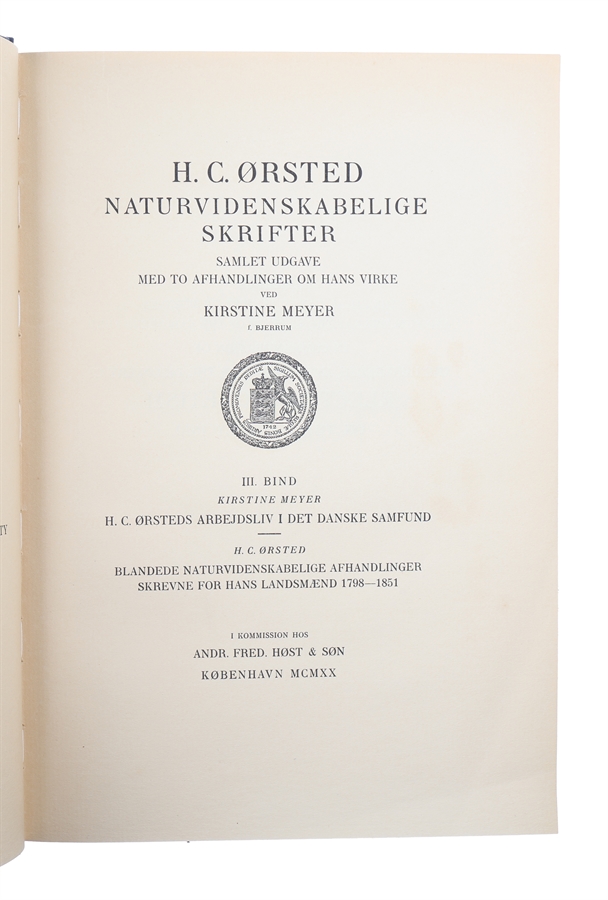 H. C. ØRSTED
NATURVIDENSKABELIGE
SKRIFTER
SAMLET UDGAVE
MED TO AFHANDLINGER OM HANS VIRKE
VED
KIRSTINE MEYER
f. BJERRUM
1742
III. BIND
KIRSTINE MEYER
H. C. ØRSTEDS ARBEJDSLIV I DET DANSKE SAMFUND
H. C. ØRSTED
BLANDEDE NATURVIDENSKABELIGE AFHANDLINGER
SKREVNE FOR HANS LANDSMÆND 1798—1851
I KOMMISSION HOS
ANDR. FRED. HØST & SØN
KØBENHAVN MCMXX